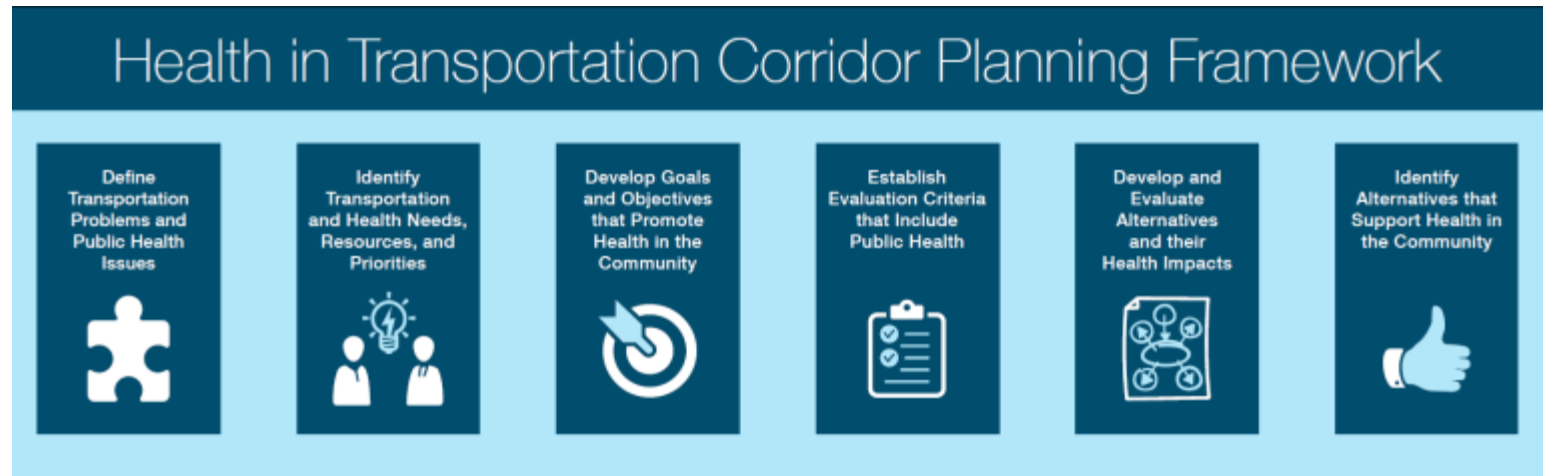 Health in Transportation Corridor Planning Framework
Define
Transportation
Problems and
Public Health
Issues
Identify
Transportation
and Health Needs,
Resources, and
Priorities
Develop Goals
and Objectives
that Promote
Health in the
Community
Establish
Evaluation Criteria
that Include
Public Health
Develop and
Evaluate
Alternatives
and their
Health Impacts
Identify
Alternatives that
Support Health in
the Community